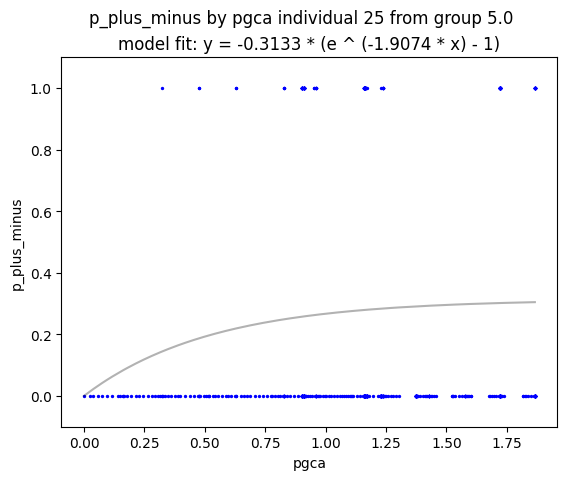 p_plus_minus by pgca individual 25 from group 5.0
model fit: y = -0.3133 * (e ^ (-1.9074 * x) - 1)
1.0
0.8
0.6
0.4
0.2
0.0
p_plus_minus
0.00 0.25 0.50 0.75 1.00 1.25 1.50 1.75
pgca